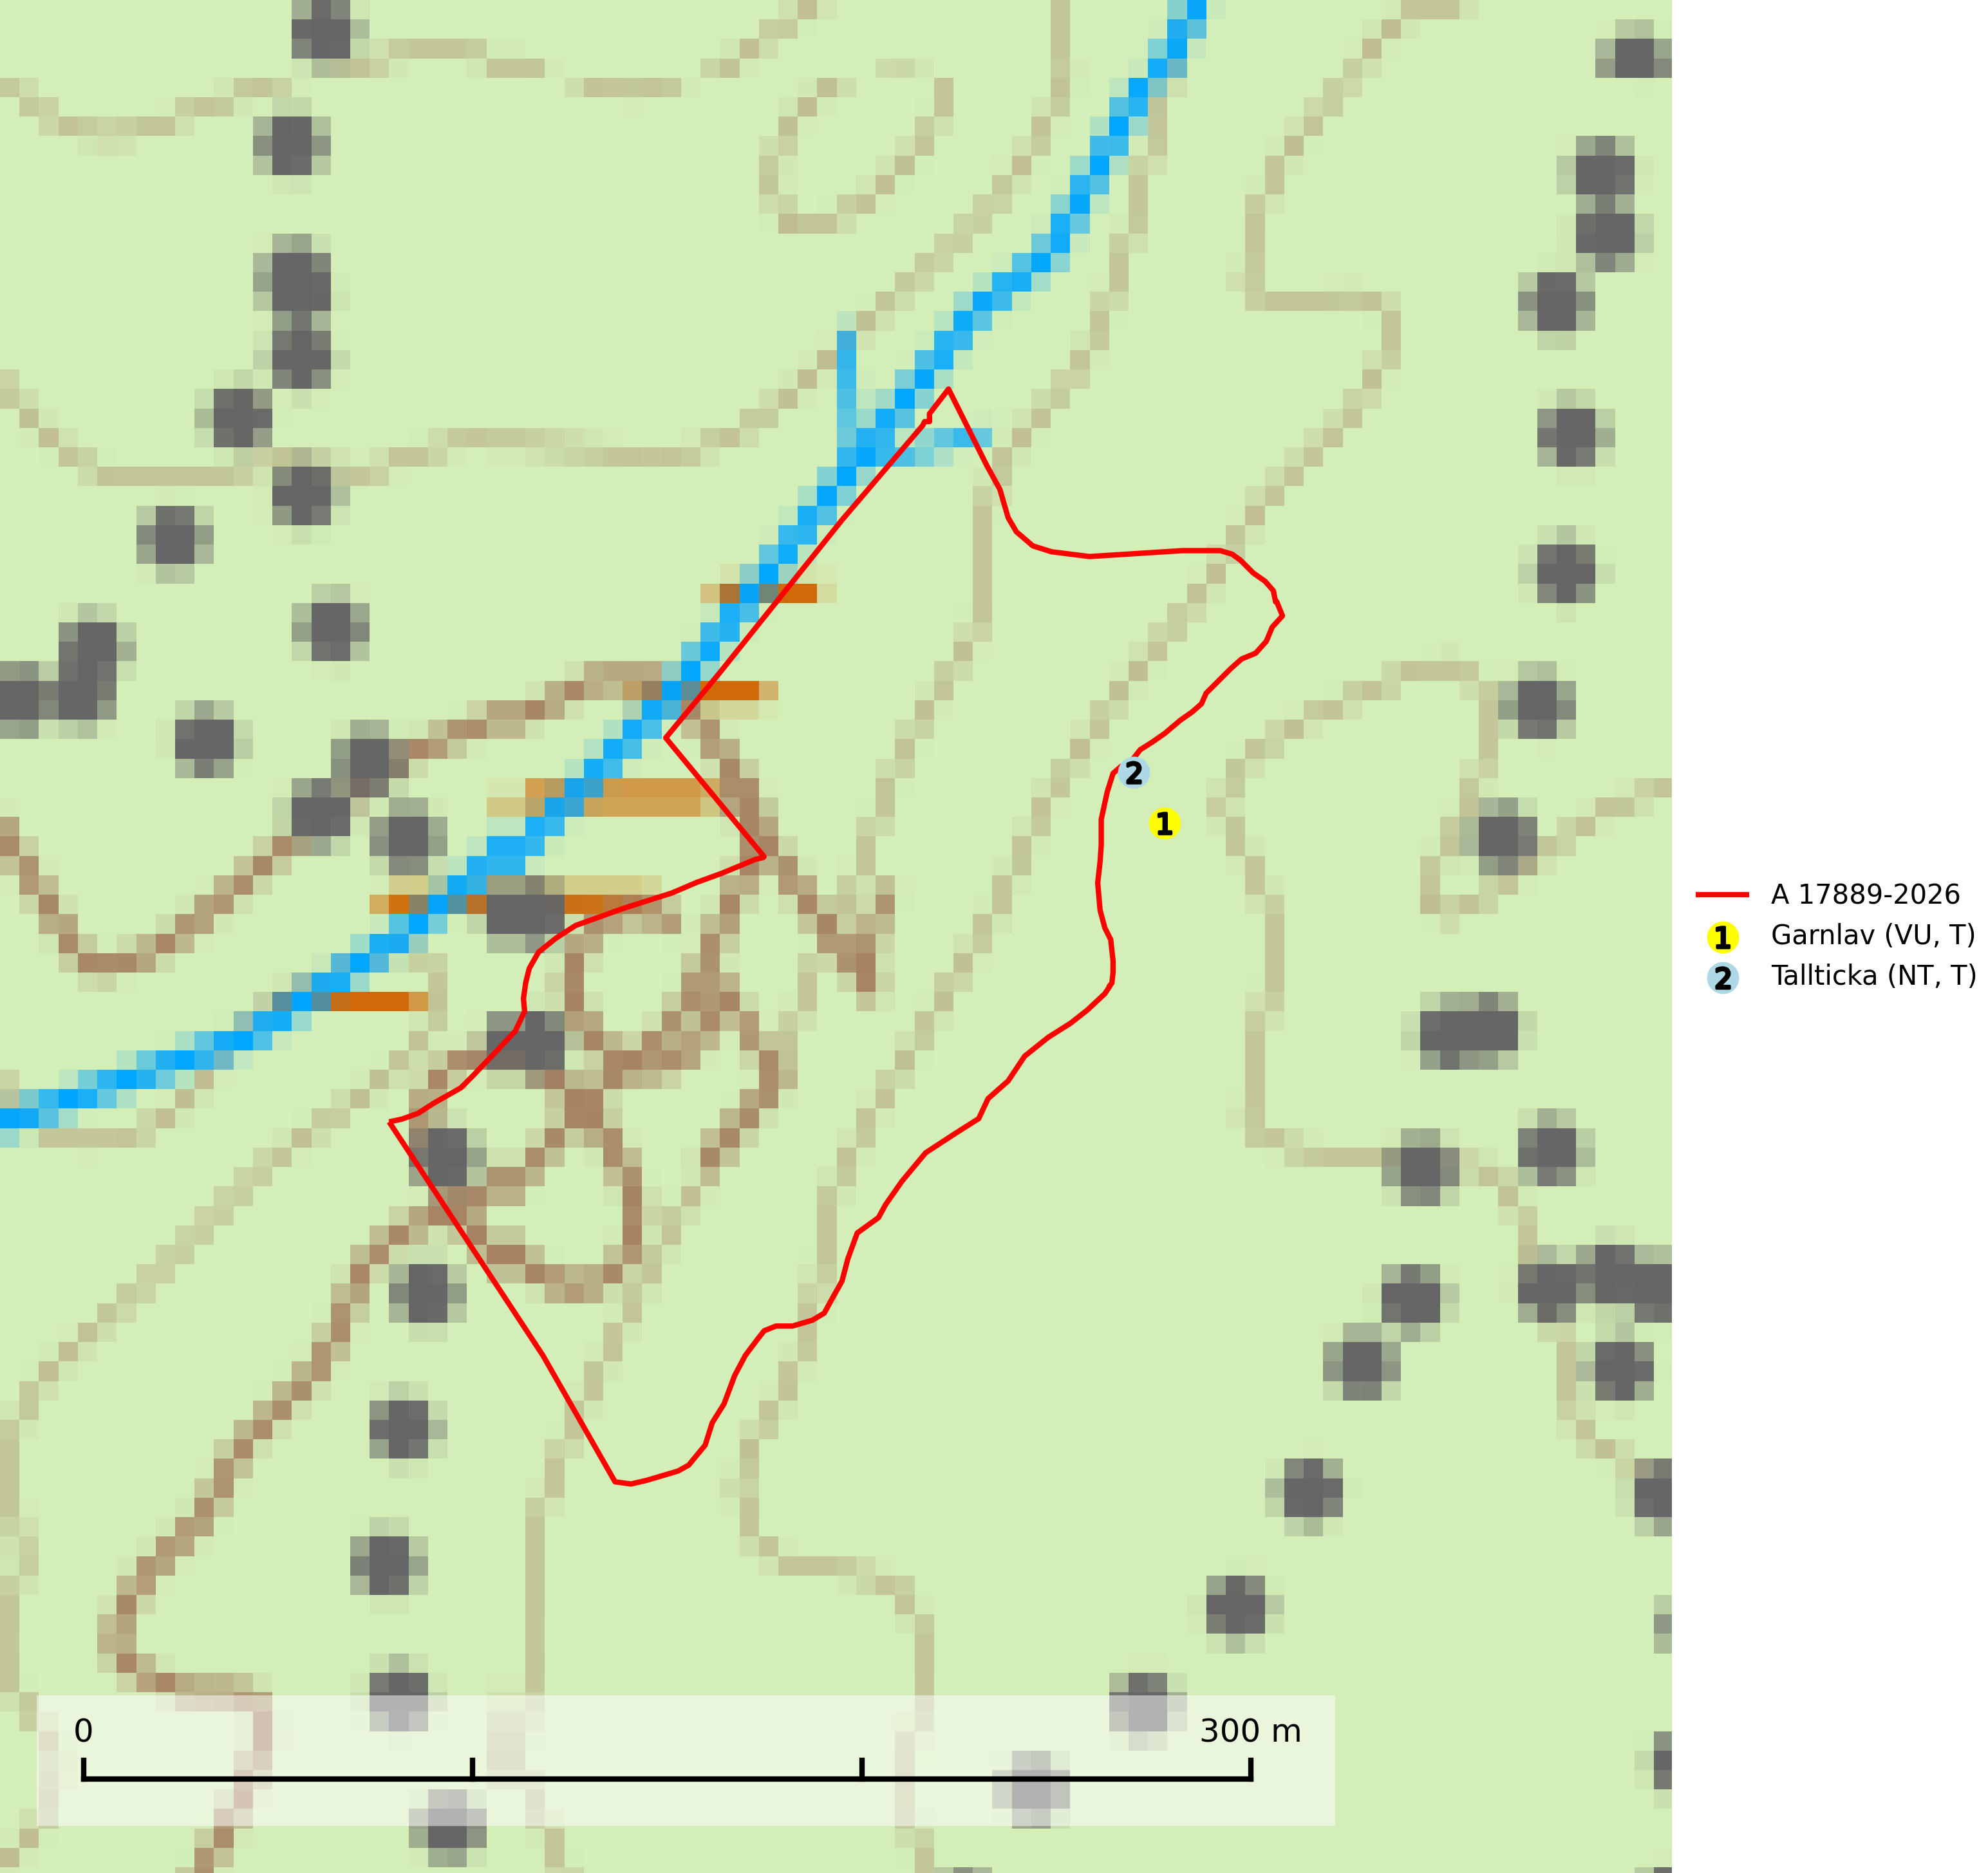 2
1
A 17889-2026
1 Garnlav (VU, T)
2 Tallticka (NT, T)
0 300 m